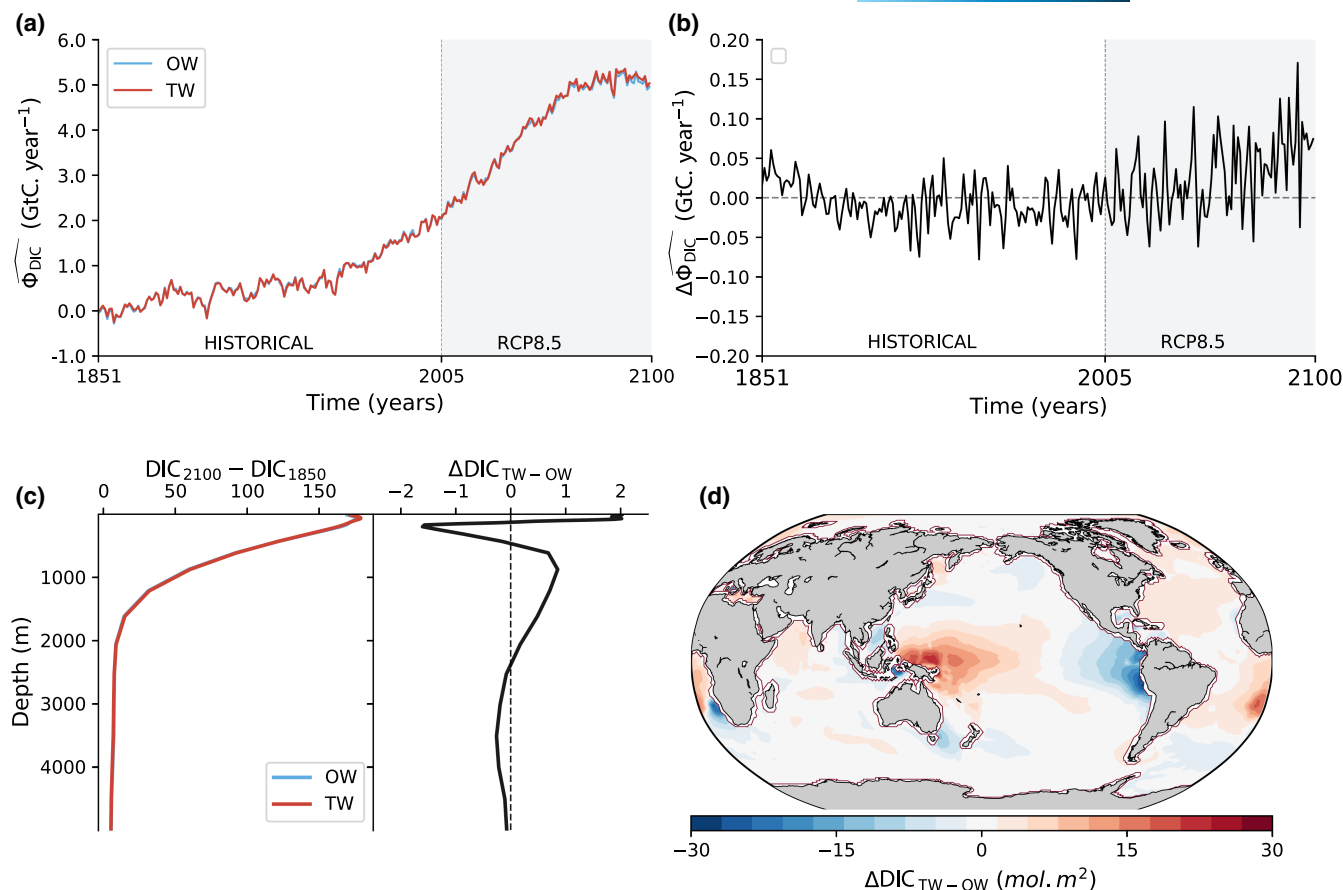 (a)
6.0
5.0
4.0
3.0
2.0
1.0
0.0
-1.0
Φ_DIC (GtC. year⁻¹)
OW
TW
HISTORICAL
RCP8.5
1851
2005
2100
Time (years)
(b)
0.20
0.15
0.10
0.05
0.00
−0.05
−0.10
−0.15
−0.20
ΔΦ_DIC (GtC. year⁻¹)
HISTORICAL
RCP8.5
1851
2005
2100
Time (years)
(c)
DIC₂₁₀₀ − DIC₁₈₅₀
0 50 100 150
ΔDIC_TW−OW
−2 −1 0 1 2
1000
2000
3000
4000
Depth (m)
OW
TW
(d)
−30 −15 0 15 30
ΔDIC_TW−OW (mol. m²)